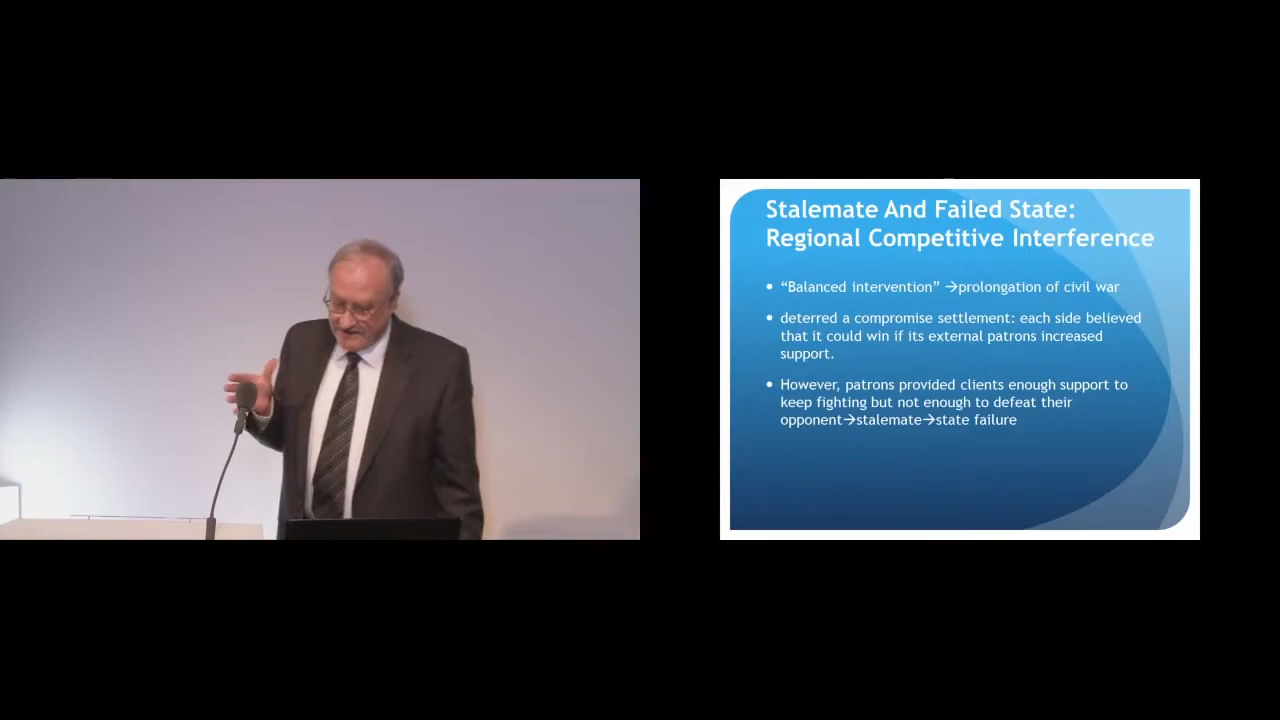 Stalemate And Failed State:
Regional Competitive Interference
• “Balanced intervention” →prolongation of civil war
• deterred a compromise settlement: each side believed
that it could win if its external patrons increased
support.
• However, patrons provided clients enough support to
keep fighting but not enough to defeat their
opponent→stalemate→state failure